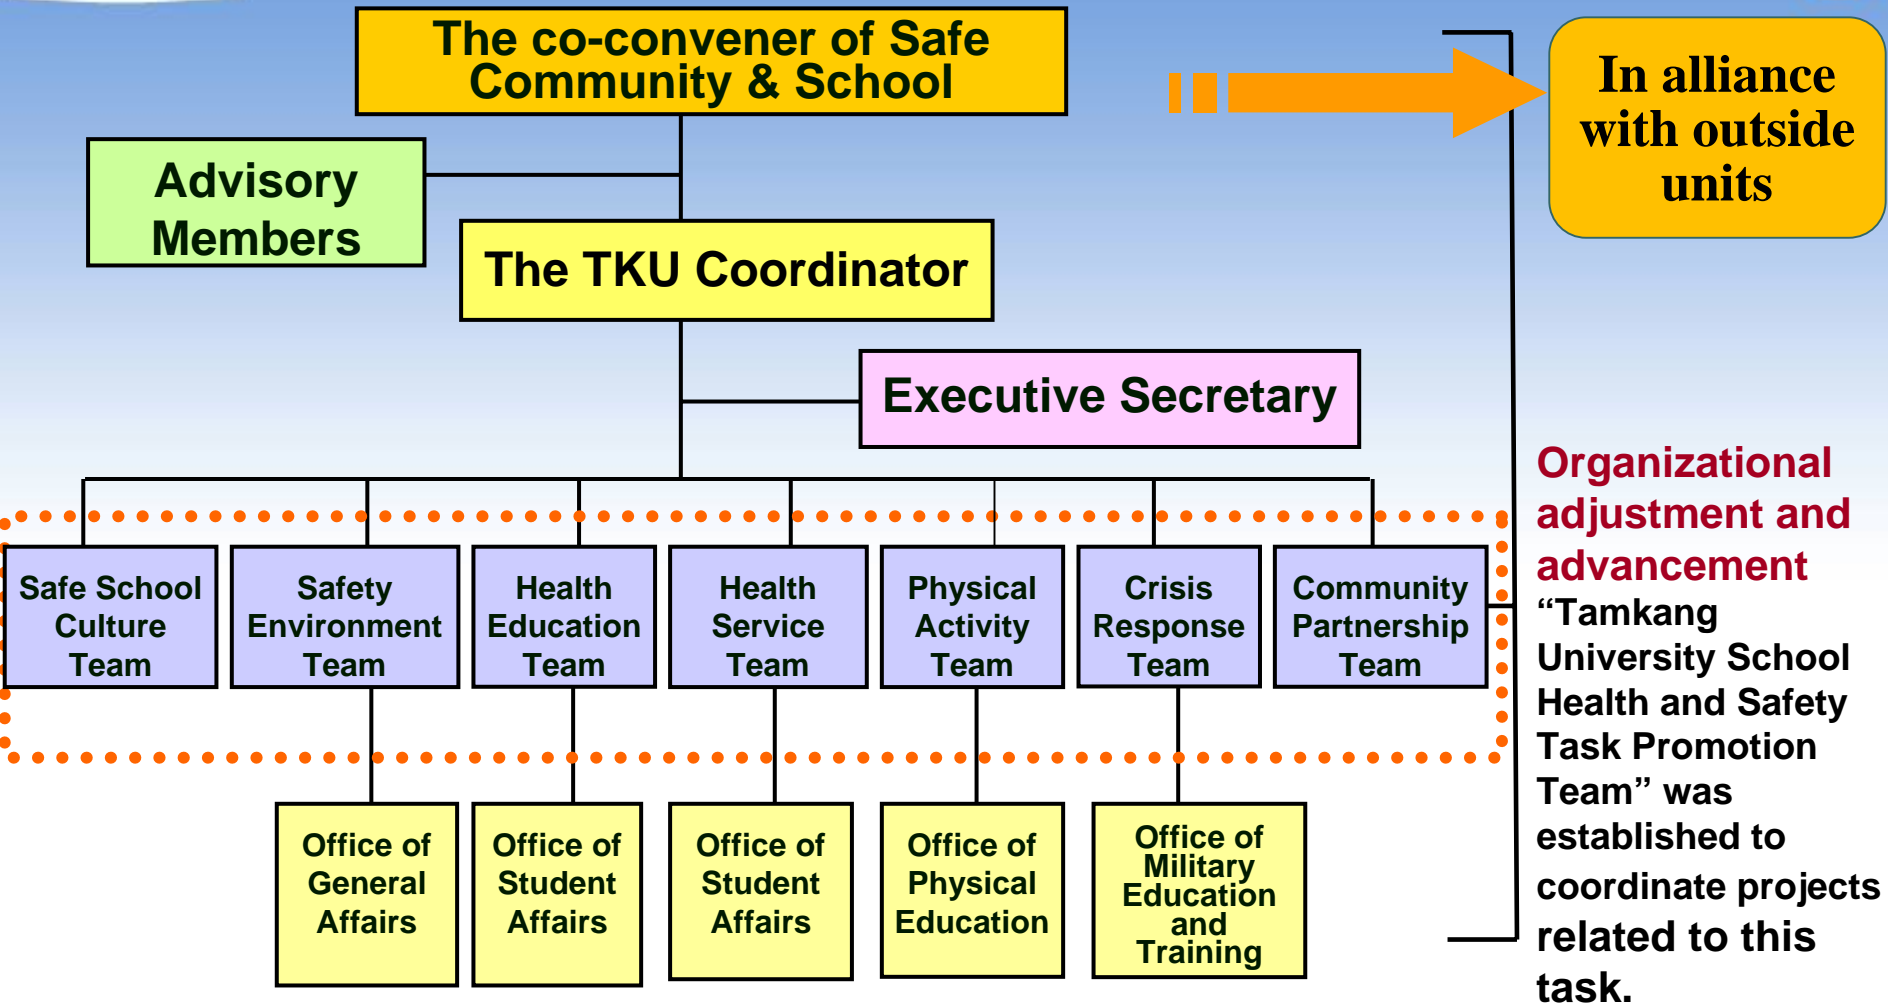 The co-convener of Safe
Community & School
In alliance
with outside
units
Advisory
Members
The TKU Coordinator
Executive Secretary
Safe School
Culture
Team
Safety
Environment
Team
Health
Education
Team
Health
Service
Team
Physical
Activity
Team
Crisis
Response
Team
Community
Partnership
Team
Office of
General
Affairs
Office of
Student
Affairs
Office of
Student
Affairs
Office of
Physical
Education
Office of
Military
Education
and
Training
Organizational
adjustment and
advancement
“Tamkang
University School
Health and Safety
Task Promotion
Team” was
established to
coordinate projects
related to this
task.